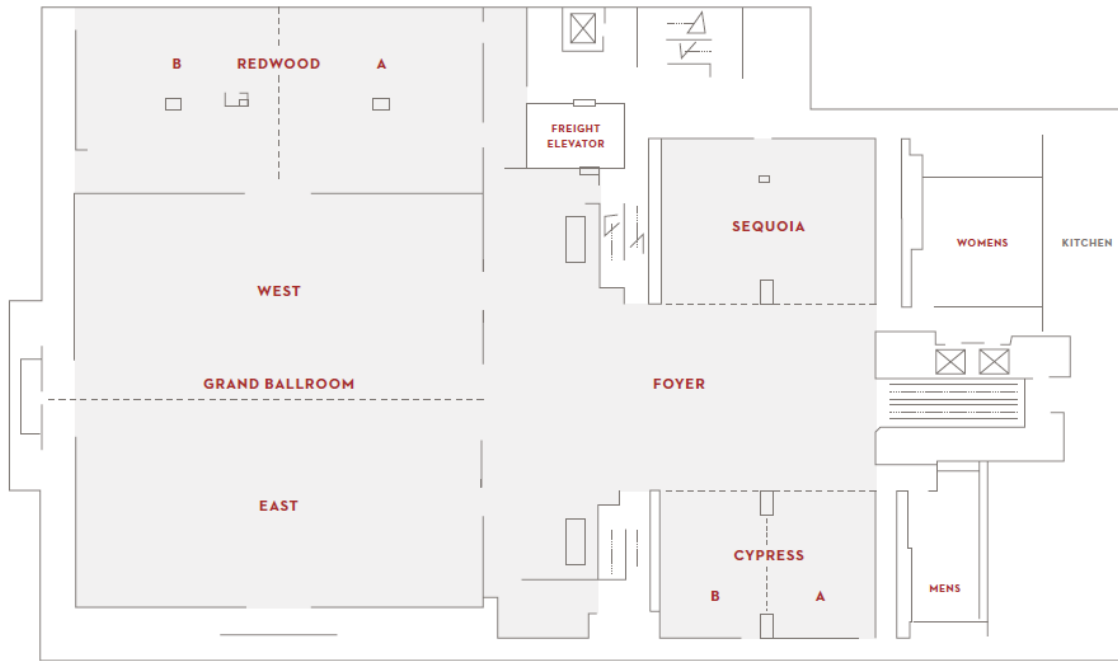 B REDWOOD A
FREIGHT
ELEVATOR
SEQUOIA
WOMENS
KITCHEN
WEST
GRAND BALLROOM
FOYER
EAST
CYPRESS
B A
MENS